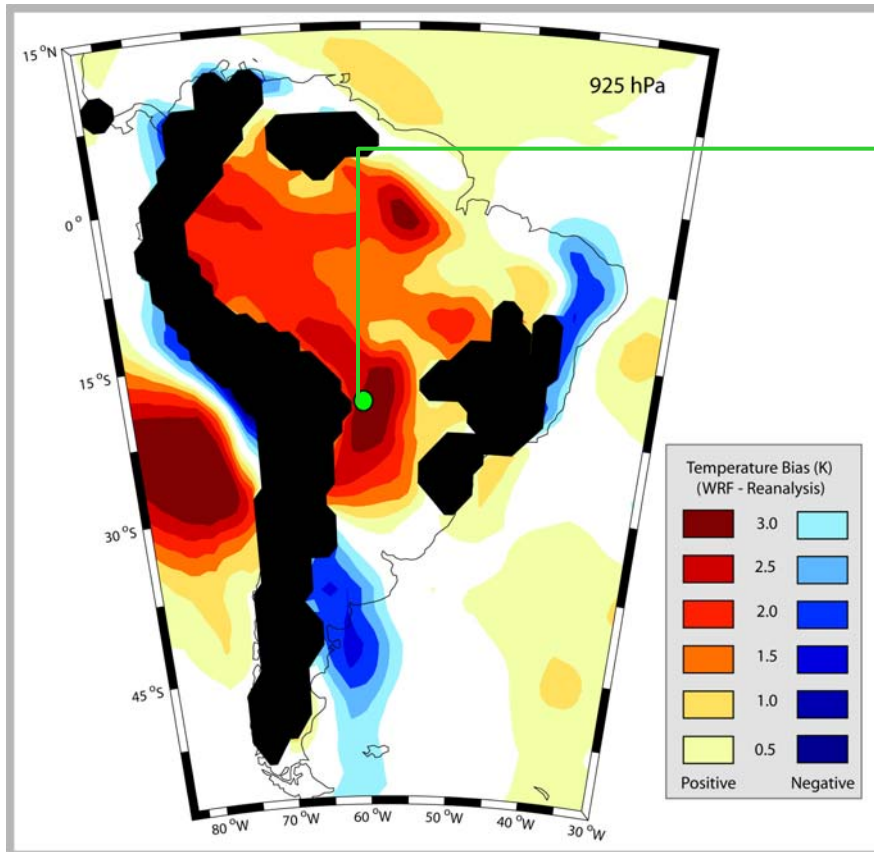 15 °N
925 hPa
0°
15 °S
30 °S
45 °S
80 °W
70 °W
60 °W
50 °W
40 °W
30 °W
Temperature Bias (K)
(WRF - Reanalysis)
3.0
2.5
2.0
1.5
1.0
0.5
Positive
Negative